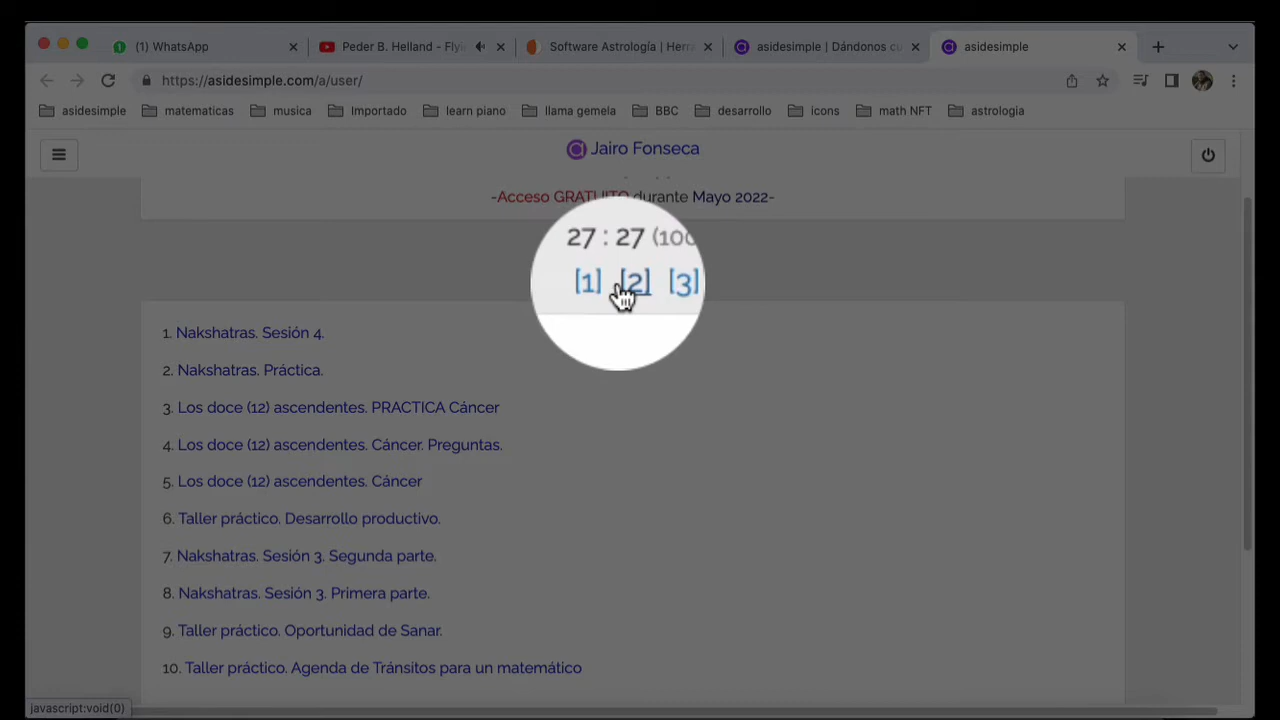 (1) WhatsApp
Peder B. Helland - Flyi
Software Astrología | Herra
asidesimple | Dándonos cu
asidesimple
https://asidesimple.com/a/user/
asidesimple
matematicas
musica
Importado
learn piano
llama gemela
BBC
desarrollo
icons
math NFT
astrologia
Jairo Fonseca
-Acceso GRATUITO durante Mayo 2022-
27 : 27 (100
[1] [2] [3]
1. Nakshatras. Sesión 4.
2. Nakshatras. Práctica.
3. Los doce (12) ascendentes. PRACTICA Cáncer
4. Los doce (12) ascendentes. Cáncer. Preguntas.
5. Los doce (12) ascendentes. Cáncer
6. Taller práctico. Desarrollo productivo.
7. Nakshatras. Sesión 3. Segunda parte.
8. Nakshatras. Sesión 3. Primera parte.
9. Taller práctico. Oportunidad de Sanar.
10. Taller práctico. Agenda de Tránsitos para un matemático
javascript:void(0)